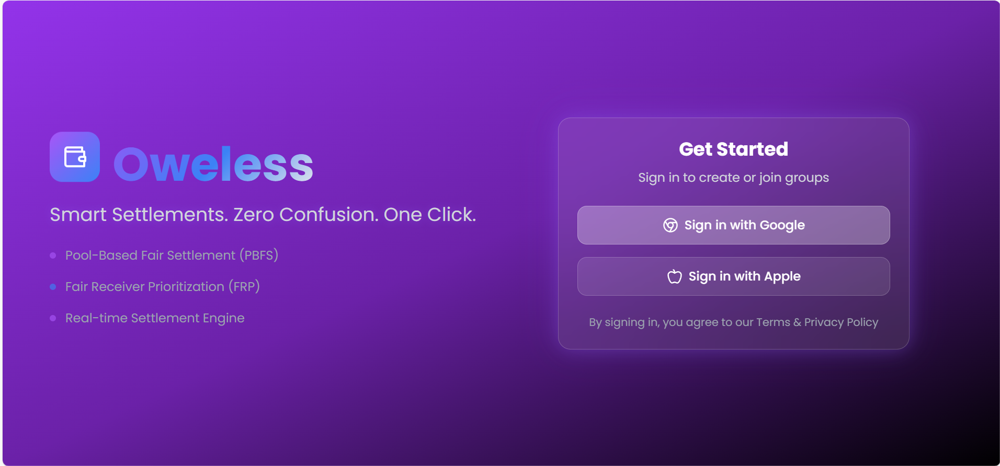 Oweless
Smart Settlements. Zero Confusion. One Click.
Pool-Based Fair Settlement (PBFS)
Fair Receiver Prioritization (FRP)
Real-time Settlement Engine
Get Started
Sign in to create or join groups
Sign in with Google
Sign in with Apple
By signing in, you agree to our Terms & Privacy Policy